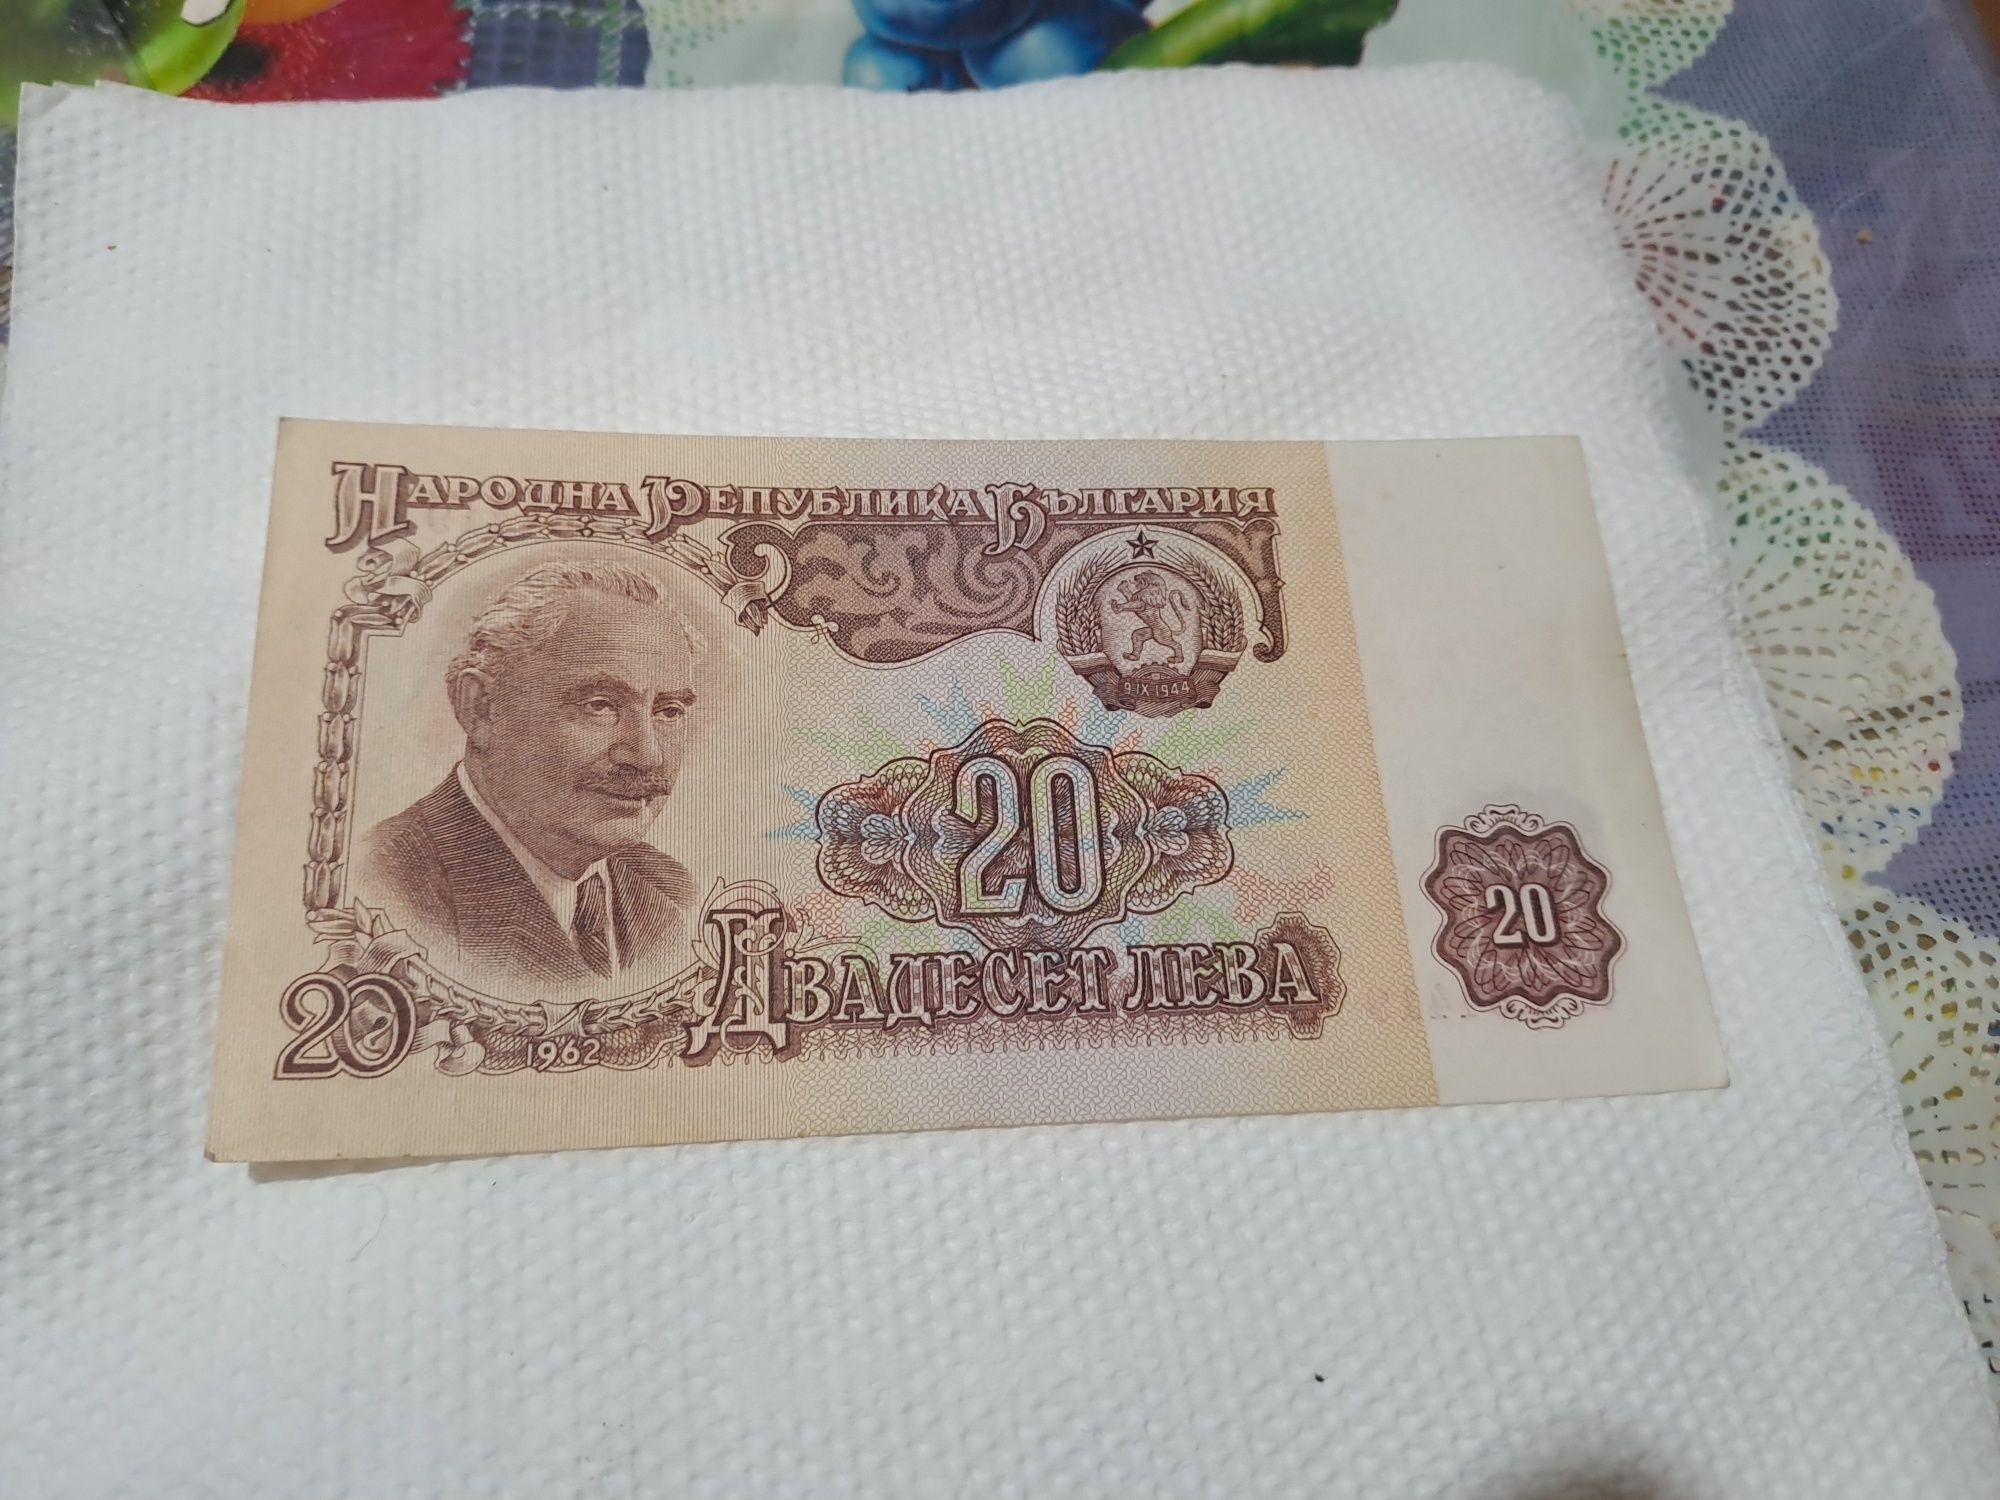 НАРОДНА РЕПУБЛИКА БЪЛГАРИЯ
9·IX 1944
20
20
ДВАДЕСЕТ ЛЕВА
20
1962